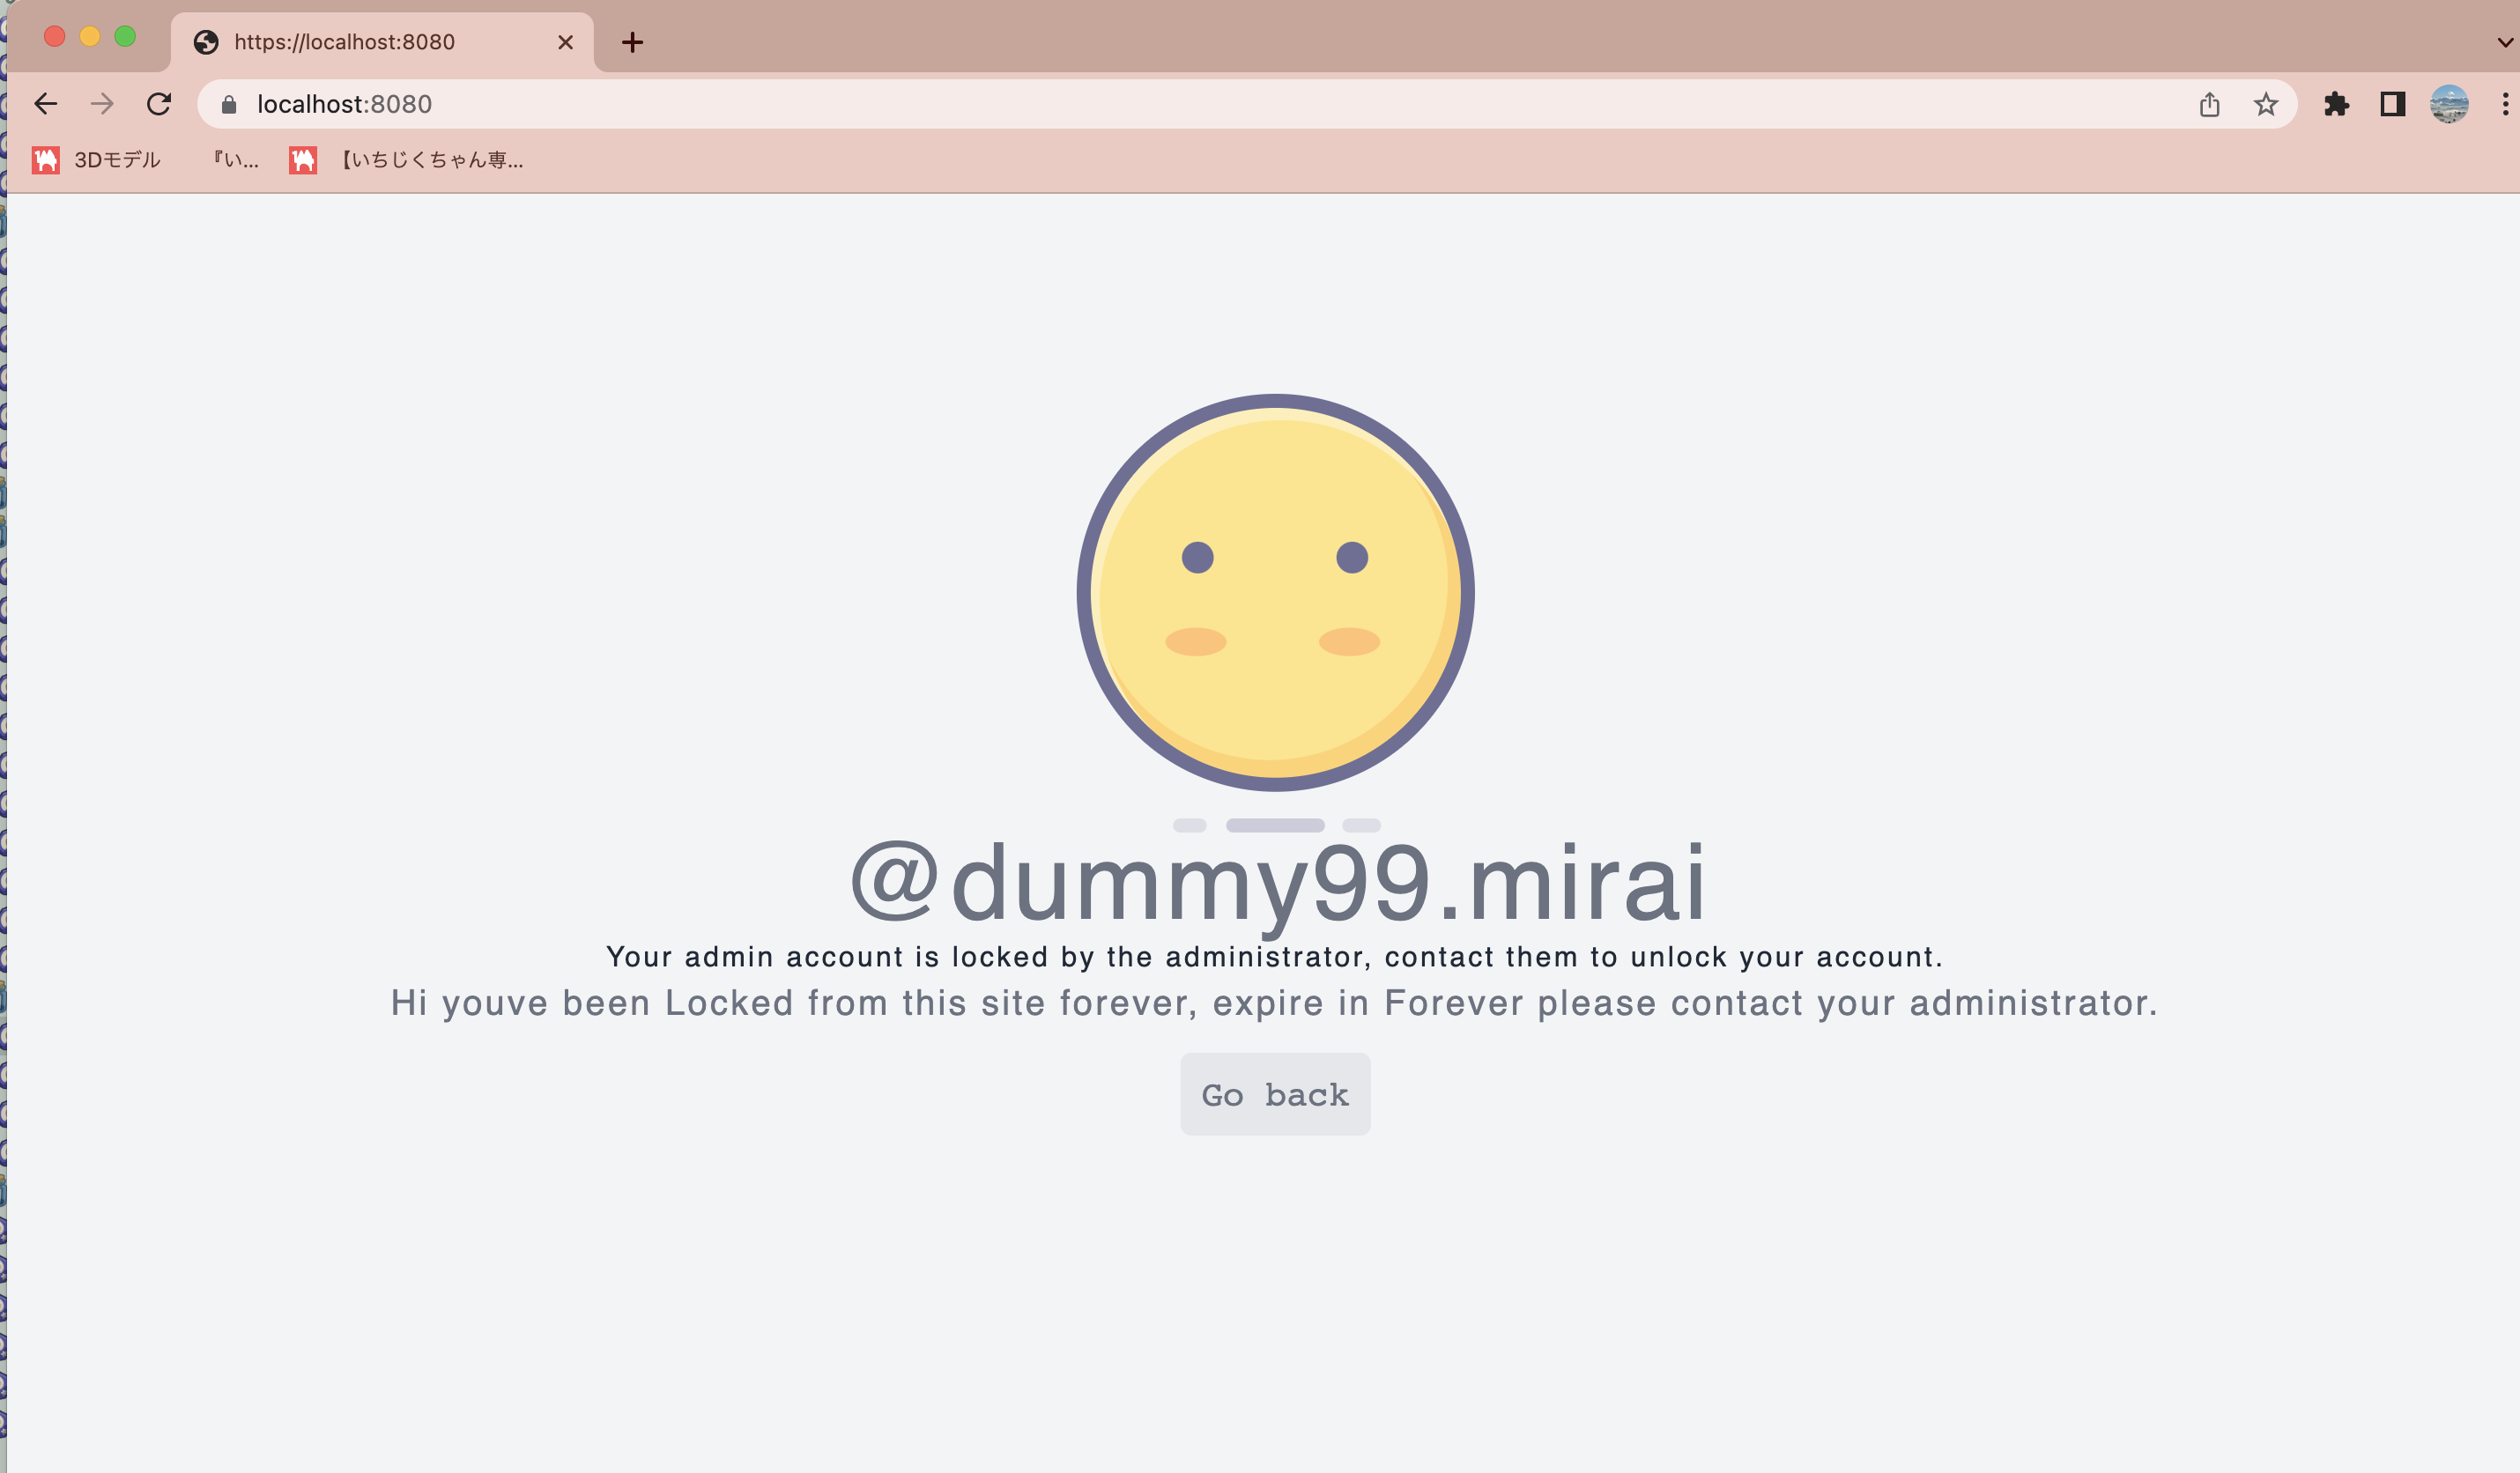 https://localhost:8080
localhost:8080
3Dモデル 『い... 【いちじくちゃん専...
@dummy99.mirai
Your admin account is locked by the administrator, contact them to unlock your account.
Hi youve been Locked from this site forever, expire in Forever please contact your administrator.
Go back